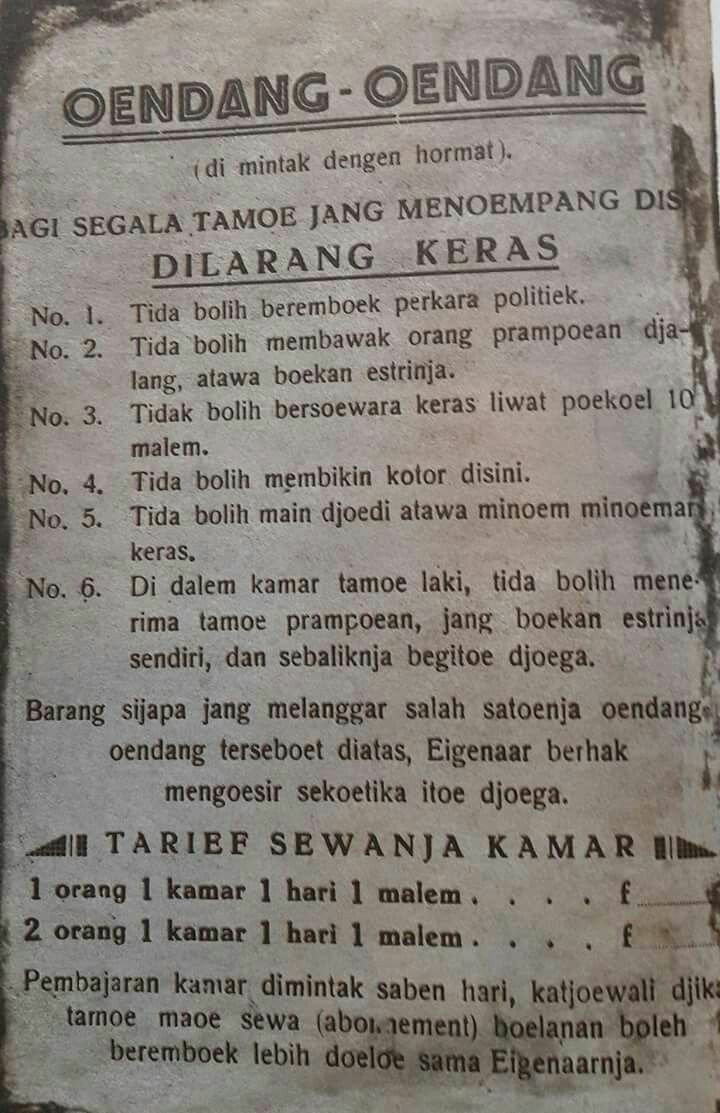 OENDANG-OENDANG
(di mintak dengen hormat).
BAGI SEGALA TAMOE JANG MENOEMPANG DIS
DILARANG KERAS
No. 1. Tida bolih beremboek perkara politiek.
No. 2. Tida bolih membawak orang prampoean dja-
lang, atawa boekan estrinja.
No. 3. Tidak bolih bersoewara keras liwat poekoel 10
malem.
No. 4. Tida bolih membikin kotor disini.
No. 5. Tida bolih main djoedi atawa minoem minoeman
keras.
No. 6. Di dalem kamar tamoe laki, tida bolih mene-
rima tamoe prampoean, jang boekan estrinja
sendiri, dan sebaliknja begitoe djoega.
Barang sijapa jang melanggar salah satoenja oendang-
oendang terseboet diatas, Eigenaar berhak
mengoesir sekoetika itoe djoega.
TARIEF SEWANJA KAMAR
1 orang 1 kamar 1 hari 1 malem . . . . f
2 orang 1 kamar 1 hari 1 malem . . . . f
Pembajaran kamar dimintak saben hari, katjoewali djika
tamoe maoe sewa (abonnement) boelanan boleh
beremboek lebih doeloe sama Eigenaarnja.